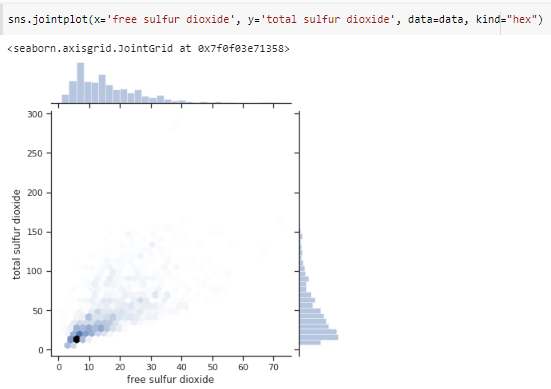 sns.jointplot(x='free sulfur dioxide', y='total sulfur dioxide', data=data, kind="hex")
<seaborn.axisgrid.JointGrid at 0x7f0f03e71358>
300
250
200
150
100
50
0
total sulfur dioxide
0 10 20 30 40 50 60 70
free sulfur dioxide